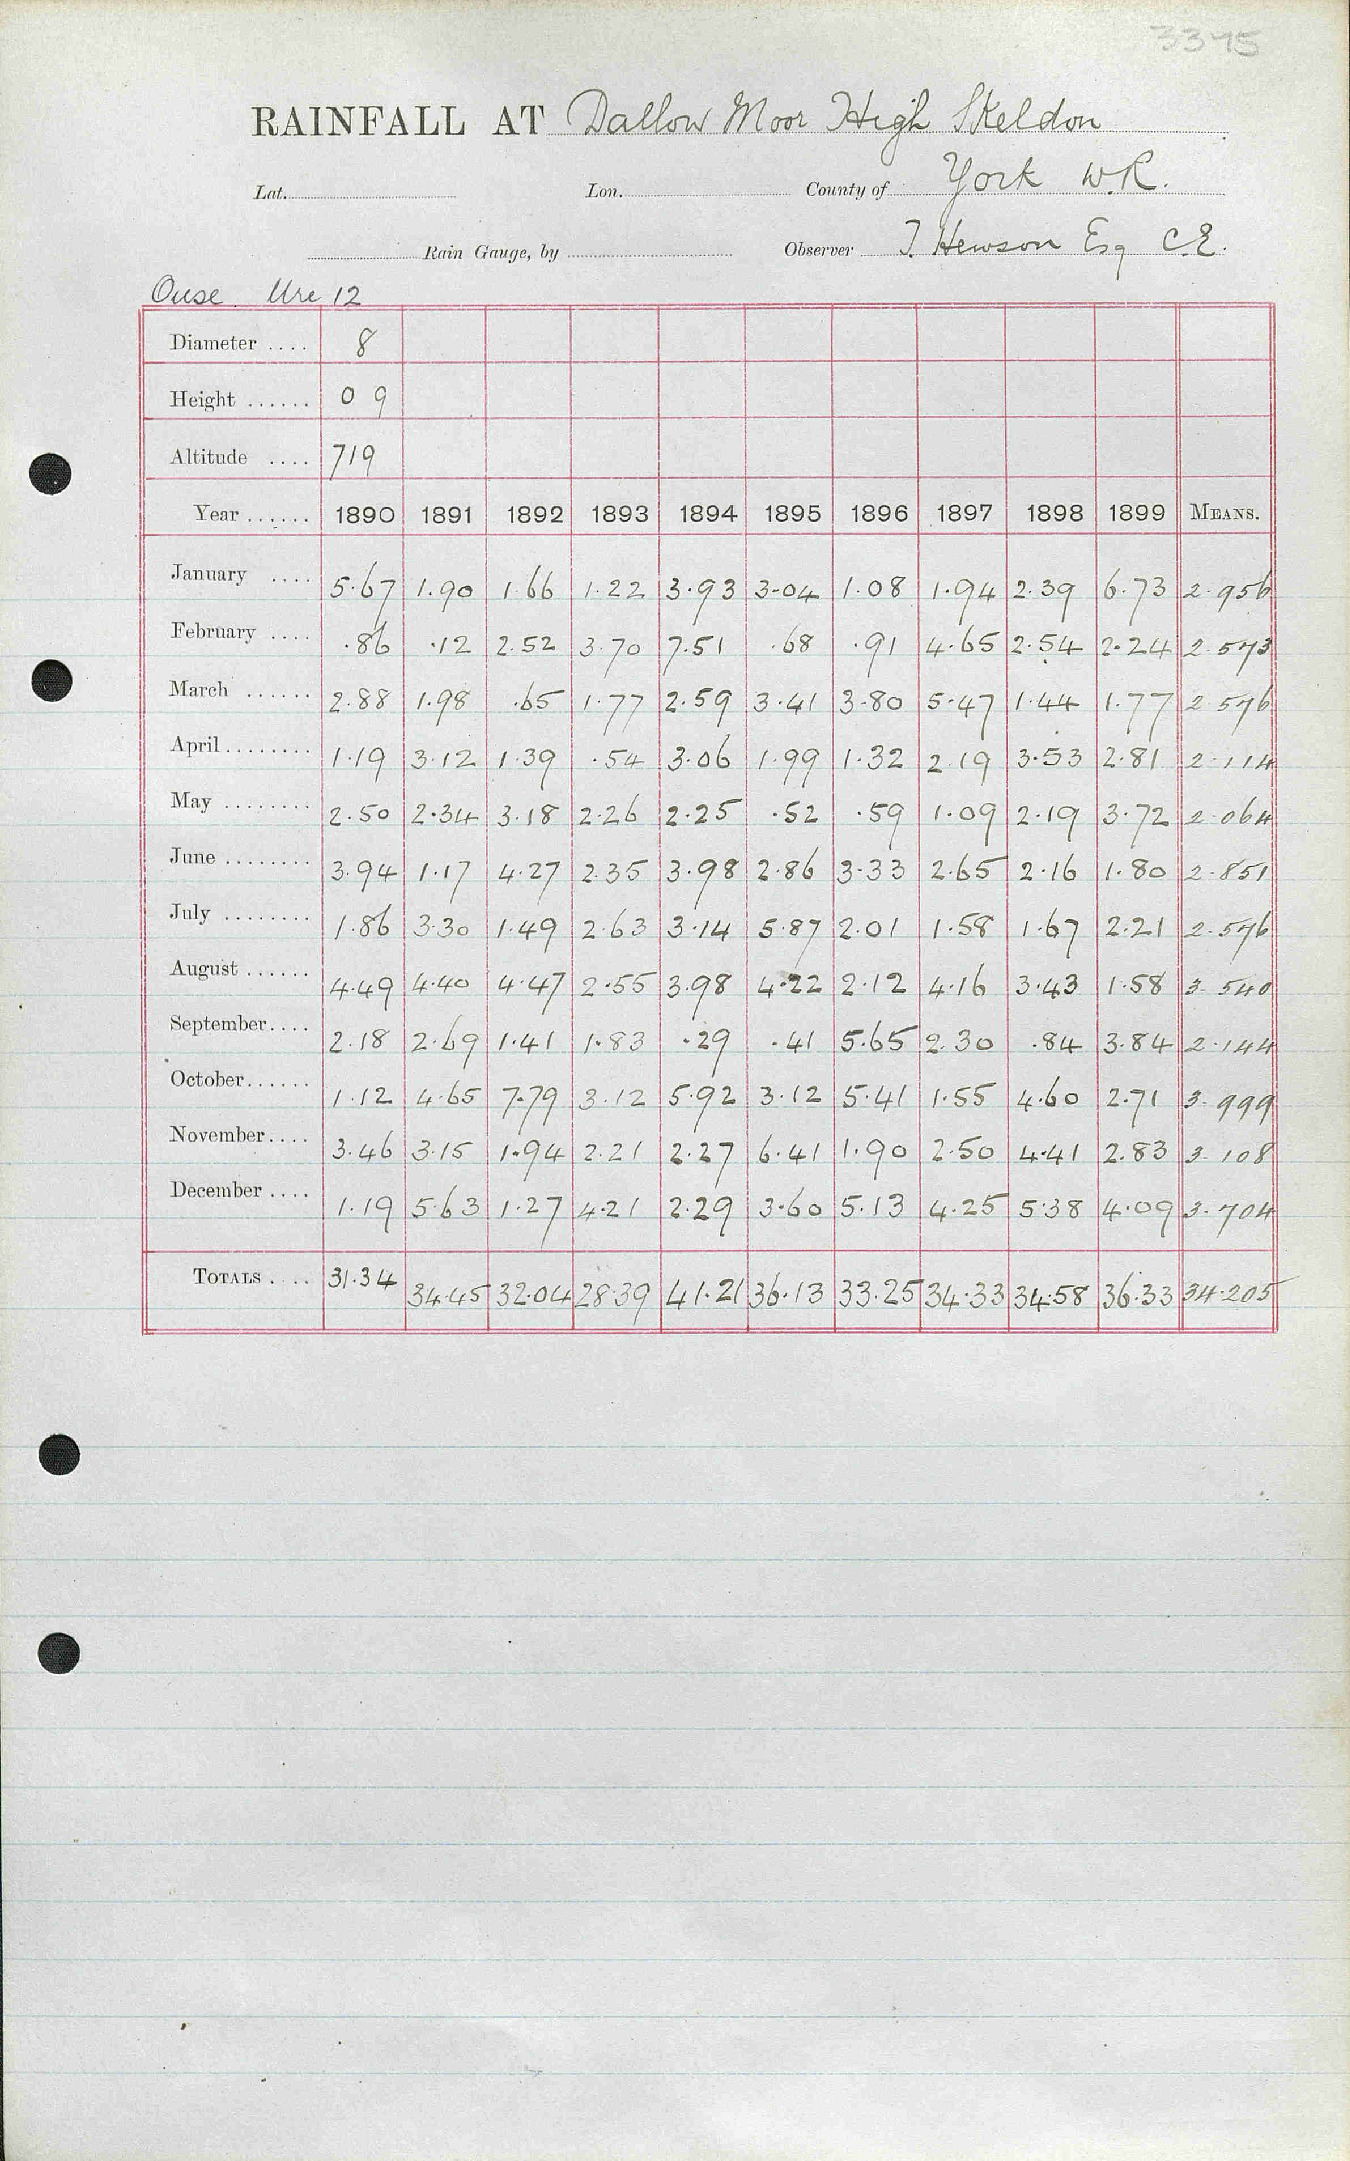 3375
RAINFALL AT Dallow Moor High Skeldon
Lat. Lon. County of York W.R.
Rain Gauge, by Observer T. Hewson Esq C.E.
Ouse Ure 12
Diameter .... 8
Height ...... 0 9
Altitude .... 719
Year ...... 1890 1891 1892 1893 1894 1895 1896 1897 1898 1899 MEANS.
January .... 5.67 1.90 1.66 1.22 3.93 3.04 1.08 1.94 2.39 6.73 2.956
February .... .86 .12 2.52 3.70 7.51 .68 .91 4.65 2.54 2.24 2.573
March ...... 2.88 1.98 .65 1.77 2.59 3.41 3.80 5.47 1.44 1.77 2.576
April ........ 1.19 3.12 1.39 .54 3.06 1.99 1.32 2.19 3.53 2.81 2.114
May ........ 2.50 2.34 3.18 2.26 2.25 .52 .59 1.09 2.19 3.72 2.064
June ........ 3.94 1.17 4.27 2.35 3.98 2.86 3.33 2.65 2.16 1.80 2.851
July ........ 1.86 3.30 1.49 2.63 3.14 5.87 2.01 1.58 1.67 2.21 2.576
August ...... 4.49 4.40 4.47 2.55 3.98 4.22 2.12 4.16 3.43 1.58 3.540
September .... 2.18 2.69 1.41 1.83 .29 .41 5.65 2.30 .84 3.84 2.144
October ...... 1.12 4.65 7.79 3.12 5.92 3.12 5.41 1.55 4.60 2.71 3.999
November .... 3.46 3.15 1.94 2.21 2.27 6.41 1.90 2.50 4.41 2.83 3.108
December .... 1.19 5.63 1.27 4.21 2.29 3.60 5.13 4.25 5.38 4.09 3.704
TOTALS .... 31.34 34.45 32.04 28.39 41.21 36.13 33.25 34.33 34.58 36.33 34.205